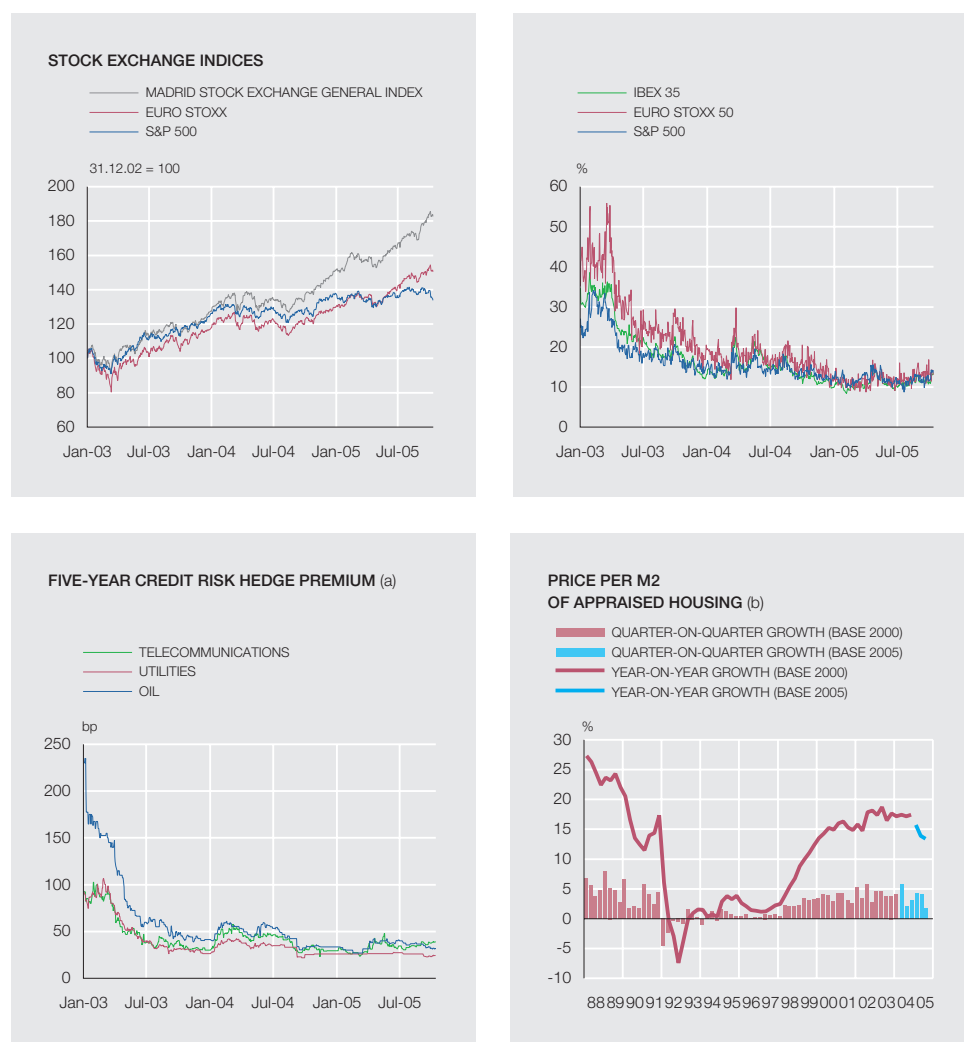 STOCK EXCHANGE INDICES
MADRID STOCK EXCHANGE GENERAL INDEX
EURO STOXX
S&P 500
31.12.02 = 100
200
180
160
140
120
100
80
60
Jan-03 Jul-03 Jan-04 Jul-04 Jan-05 Jul-05
IBEX 35
EURO STOXX 50
S&P 500
%
60
50
40
30
20
10
0
Jan-03 Jul-03 Jan-04 Jul-04 Jan-05 Jul-05
FIVE-YEAR CREDIT RISK HEDGE PREMIUM (a)
TELECOMMUNICATIONS
UTILITIES
OIL
bp
250
200
150
100
50
0
Jan-03 Jul-03 Jan-04 Jul-04 Jan-05 Jul-05
PRICE PER M2
OF APPRAISED HOUSING (b)
QUARTER-ON-QUARTER GROWTH (BASE 2000)
QUARTER-ON-QUARTER GROWTH (BASE 2005)
YEAR-ON-YEAR GROWTH (BASE 2000)
YEAR-ON-YEAR GROWTH (BASE 2005)
%
30
25
20
15
10
5
0
-5
-10
88 89 90 91 92 93 94 95 96 97 98 99 00 01 02 03 04 05